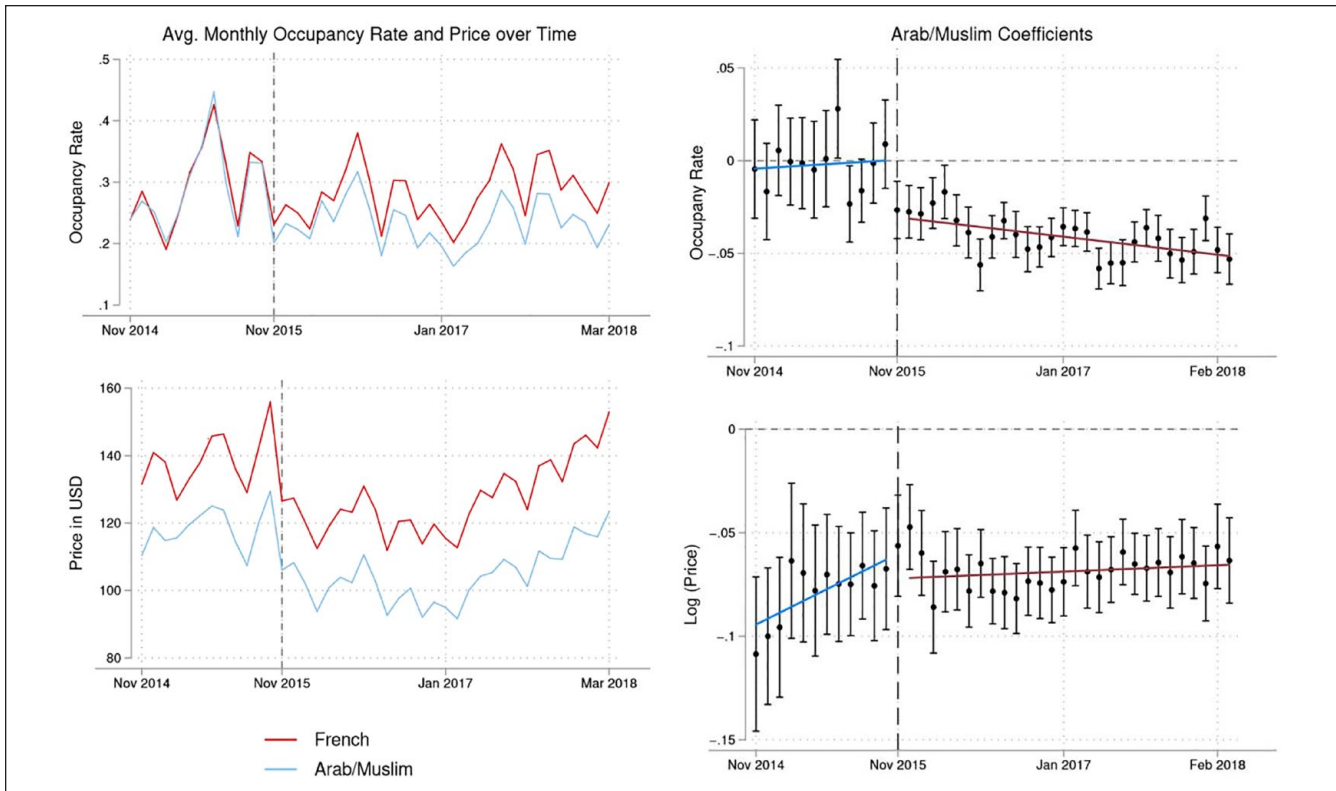 Avg. Monthly Occupancy Rate and Price over Time
Occupancy Rate
.5
.4
.3
.2
.1
Nov 2014 Nov 2015 Jan 2017 Mar 2018
Price in USD
160
140
120
100
80
Nov 2014 Nov 2015 Jan 2017 Mar 2018
French
Arab/Muslim
Arab/Muslim Coefficients
Occupany Rate
.05
0
-.05
-.1
Nov 2014 Nov 2015 Jan 2017 Feb 2018
Log (Price)
0
-.05
-.1
-.15
Nov 2014 Nov 2015 Jan 2017 Feb 2018